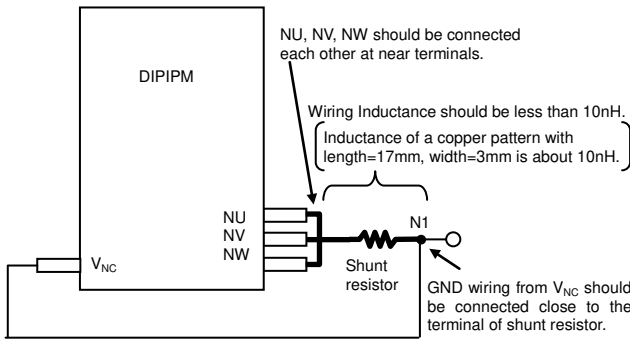 NU, NV, NW should be connected
each other at near terminals.
DIPIPM
Wiring Inductance should be less than 10nH.
Inductance of a copper pattern with
length=17mm, width=3mm is about 10nH.
NU
NV
NW
N1
VNC
Shunt
resistor
GND wiring from VNC should
be connected close to the
terminal of shunt resistor.